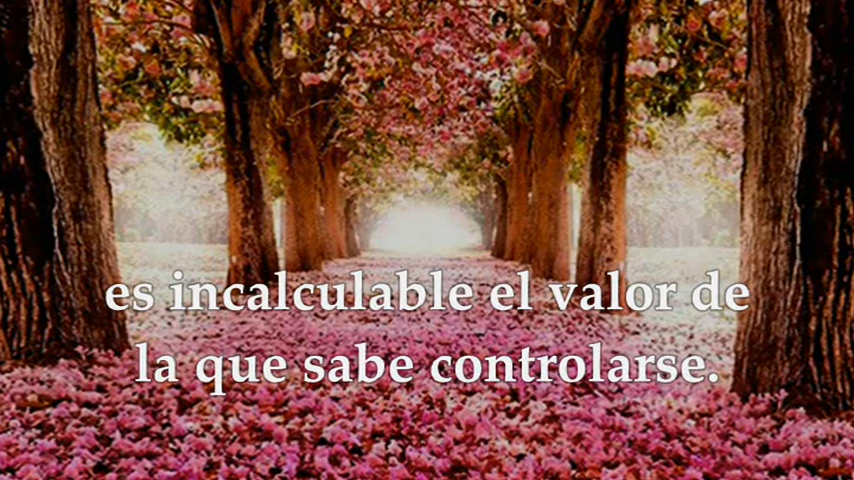 es incalculable el valor de
la que sabe controlarse.